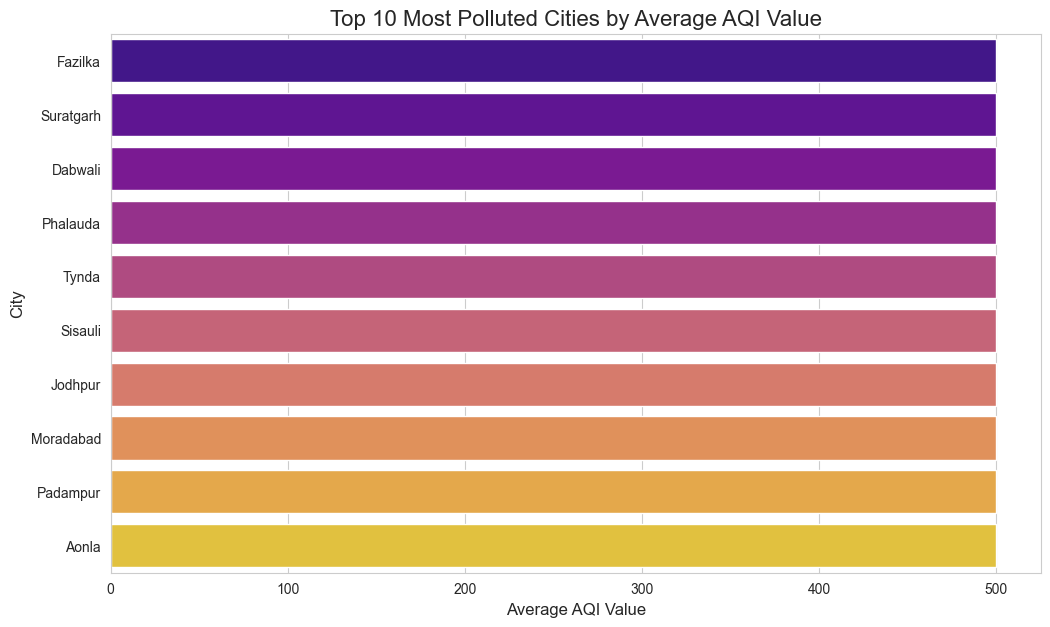 Top 10 Most Polluted Cities by Average AQI Value
City
Fazilka
Suratgarh
Dabwali
Phalauda
Tynda
Sisauli
Jodhpur
Moradabad
Padampur
Aonla
0 100 200 300 400 500
Average AQI Value